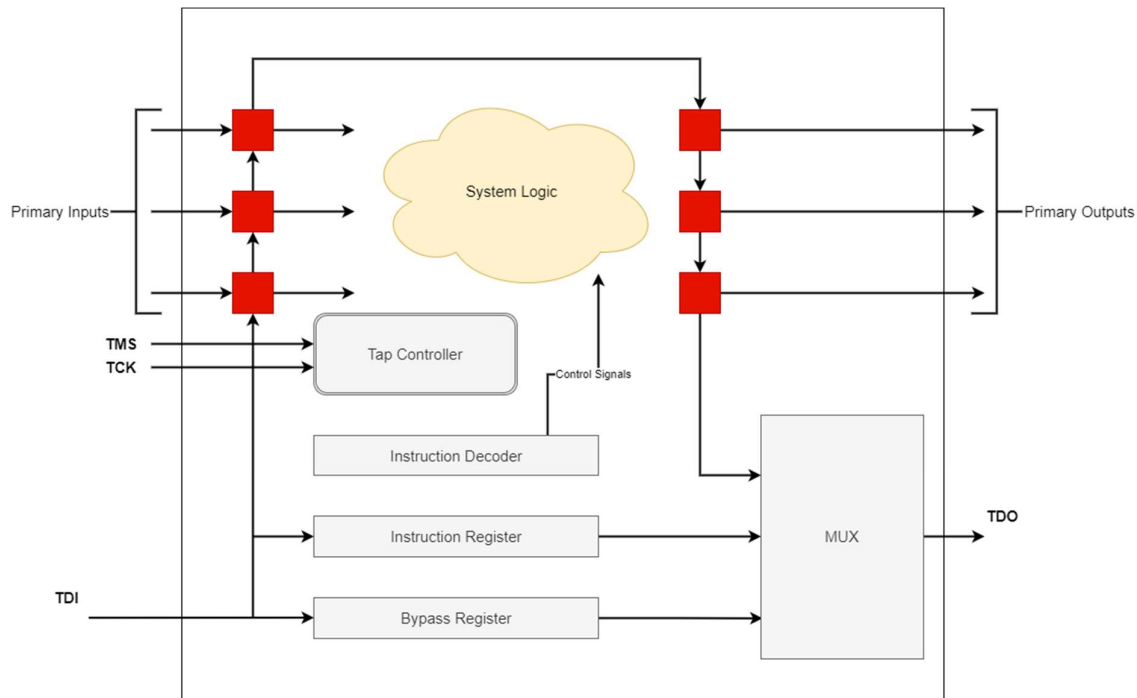 System Logic
Primary Inputs
Primary Outputs
TMS
TCK
Tap Controller
Control Signals
Instruction Decoder
Instruction Register
MUX
TDO
TDI
Bypass Register